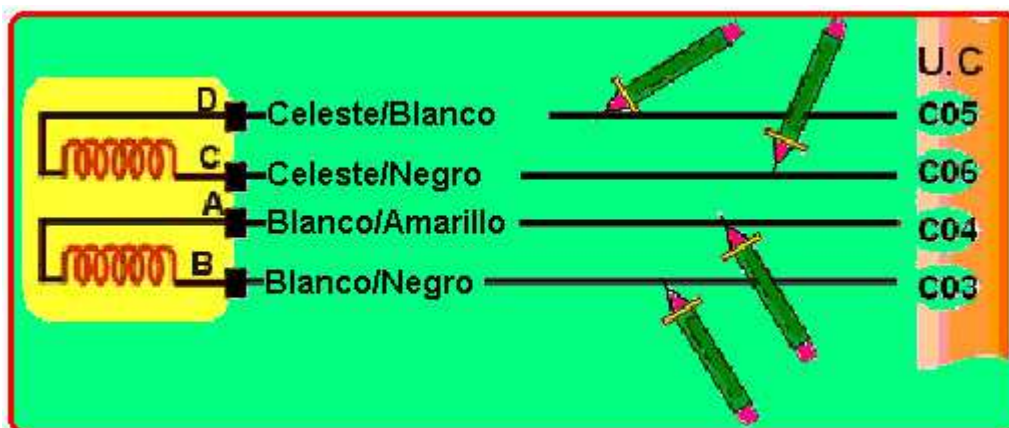 U.C
D Celeste/Blanco C05
C Celeste/Negro C06
A Blanco/Amarillo C04
B Blanco/Negro C03